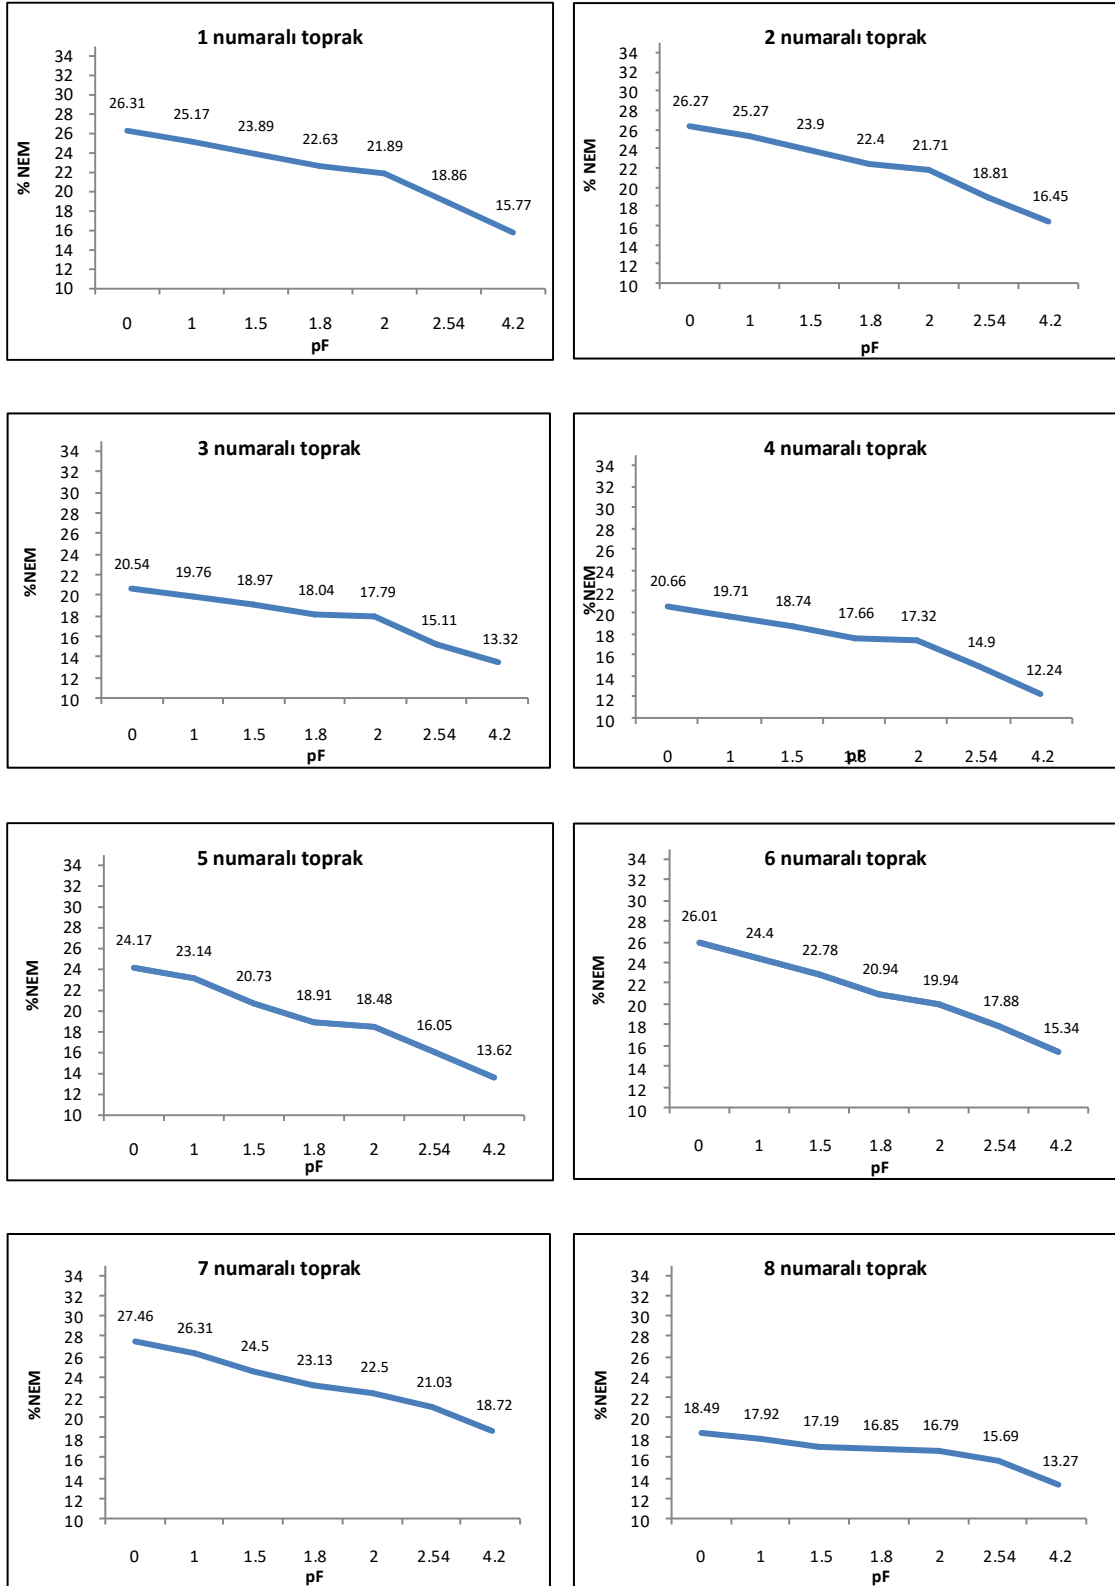 1 numaralı toprak
34
32
30
28
26
24
22
20
18
16
14
12
10
% NEM
26.31 25.17 23.89 22.63 21.89 18.86 15.77
0 1 1.5 1.8 2 2.54 4.2
pF
2 numaralı toprak
34
32
30
28
26
24
22
20
18
16
14
12
10
% NEM
26.27 25.27 23.9 22.4 21.71 18.81 16.45
0 1 1.5 1.8 2 2.54 4.2
pF
3 numaralı toprak
34
32
30
28
26
24
22
20
18
16
14
12
10
%NEM
20.54 19.76 18.97 18.04 17.79 15.11 13.32
0 1 1.5 1.8 2 2.54 4.2
pF
4 numaralı toprak
34
32
30
28
26
24
22
20
18
16
14
12
10
%NEM
20.66 19.71 18.74 17.66 17.32 14.9 12.24
0 1 1.5 1.8 2 2.54 4.2
pF
5 numaralı toprak
34
32
30
28
26
24
22
20
18
16
14
12
10
%NEM
24.17 23.14 20.73 18.91 18.48 16.05 13.62
0 1 1.5 1.8 2 2.54 4.2
pF
6 numaralı toprak
34
32
30
28
26
24
22
20
18
16
14
12
10
%NEM
26.01 24.4 22.78 20.94 19.94 17.88 15.34
0 1 1.5 1.8 2 2.54 4.2
pF
7 numaralı toprak
34
32
30
28
26
24
22
20
18
16
14
12
10
%NEM
27.46 26.31 24.5 23.13 22.5 21.03 18.72
0 1 1.5 1.8 2 2.54 4.2
pF
8 numaralı toprak
34
32
30
28
26
24
22
20
18
16
14
12
10
%NEM
18.49 17.92 17.19 16.85 16.79 15.69 13.27
0 1 1.5 1.8 2 2.54 4.2
pF